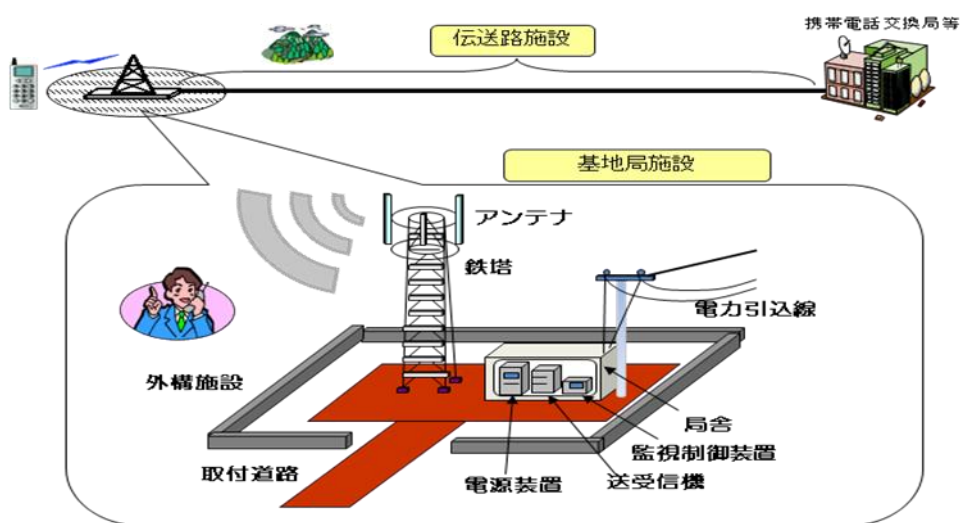 携帯電話交換局等
伝送路施設
基地局施設
アンテナ
鉄塔
電力引込線
外構施設
局舎
監視制御装置
取付道路
電源装置
送受信機